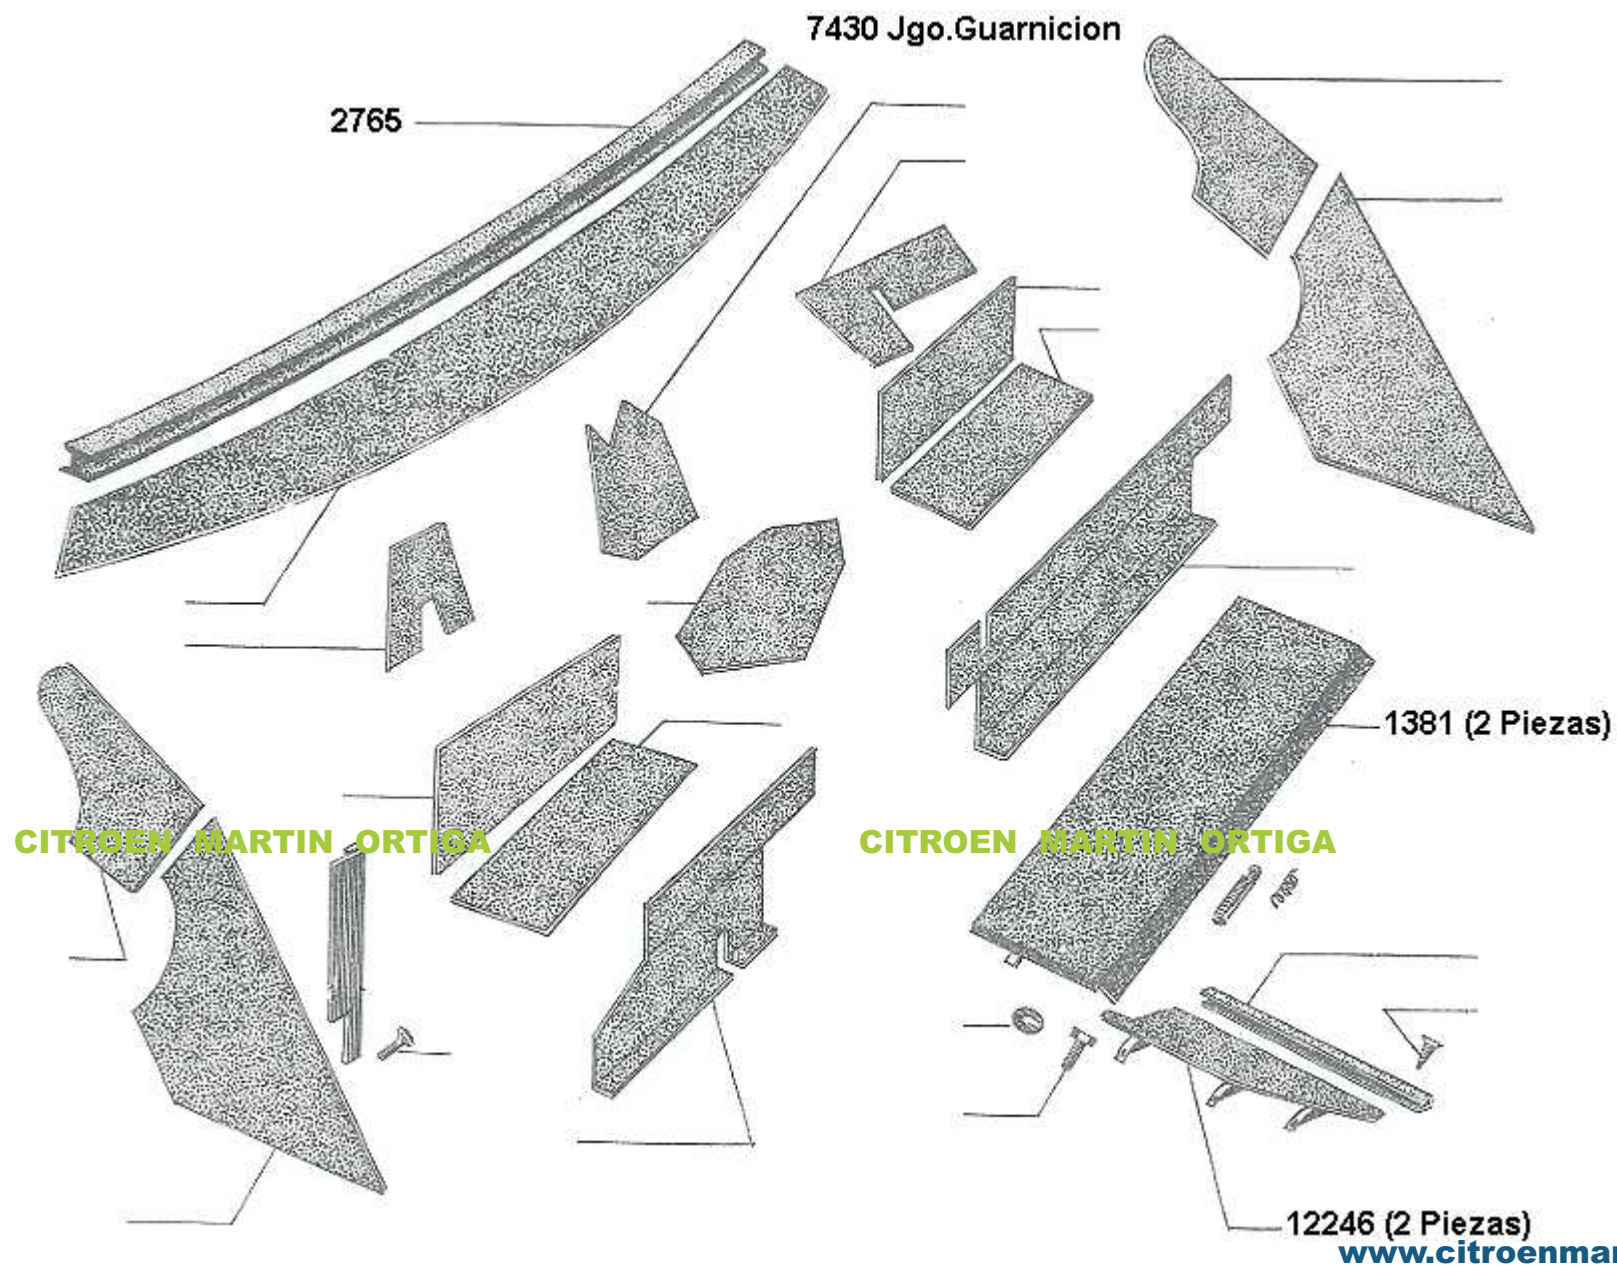 7430 Jgo.Guarnicion
2765
1381 (2 Piezas)
CITROEN MARTIN ORTIGA
CITROEN MARTIN ORTIGA
12246 (2 Piezas)
www.citroenmar